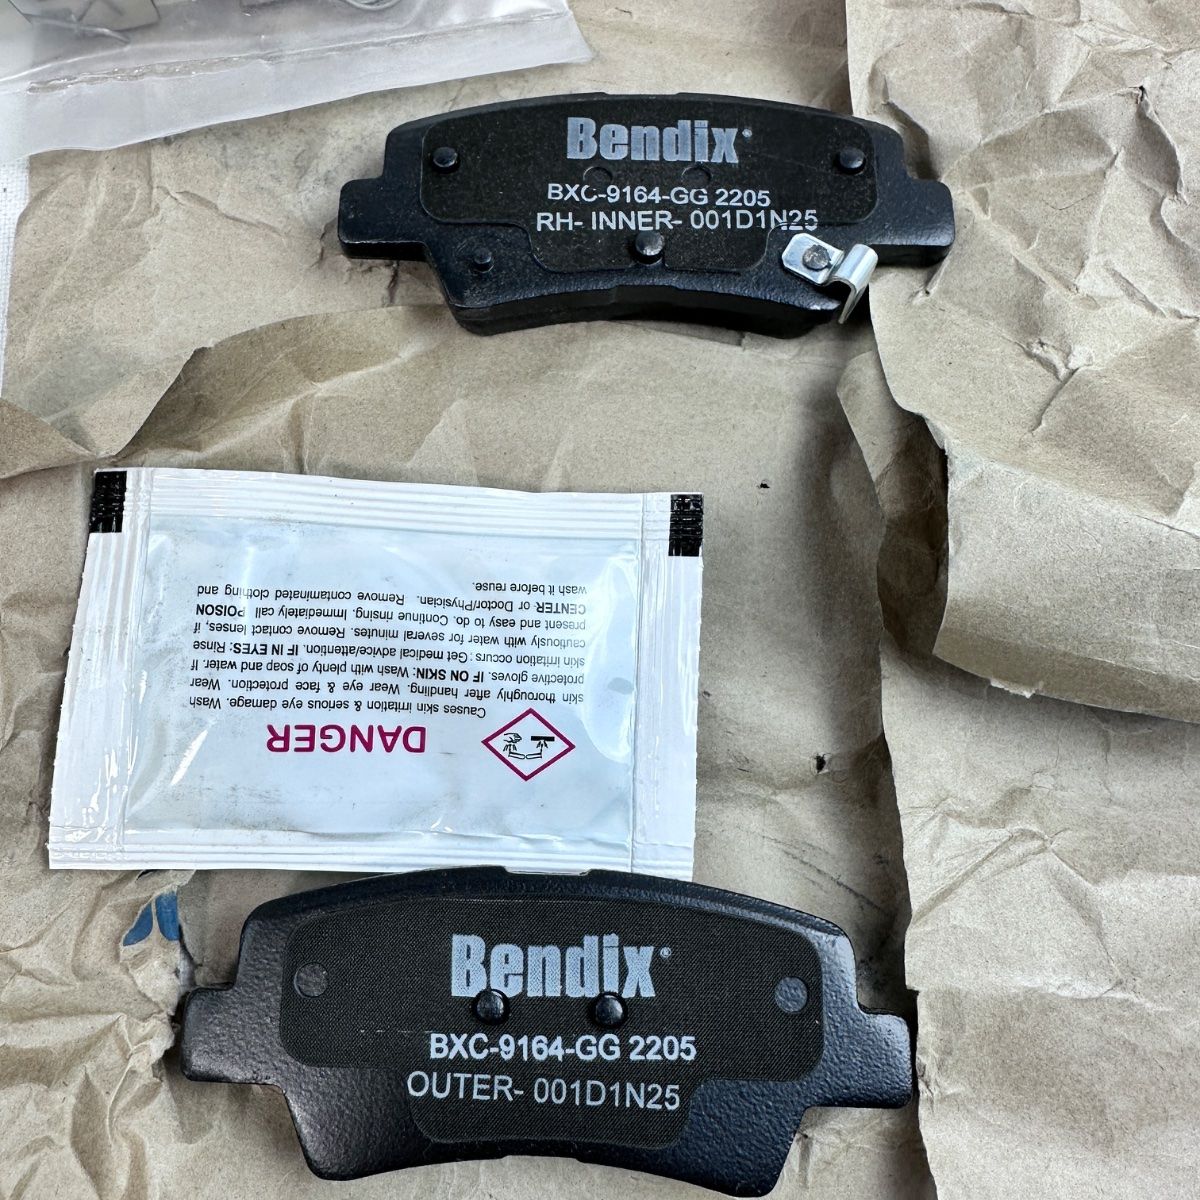 Bendix®
BXC-9164-GG 2205
RH- INNER- 001D1N25
DANGER
Causes skin irritation & serious eye damage. Wash
skin thoroughly after handling. Wear eye & face protection. Wear
protective gloves. IF ON SKIN: Wash with plenty of soap and water. If
skin irritation occurs: Get medical advice/attention. IF IN EYES: Rinse
cautiously with water for several minutes. Remove contact lenses, if
present and easy to do. Continue rinsing. Immediately call POISON
CENTER or Doctor/Physician. Remove contaminated clothing and
wash it before reuse.
Bendix®
BXC-9164-GG 2205
OUTER- 001D1N25